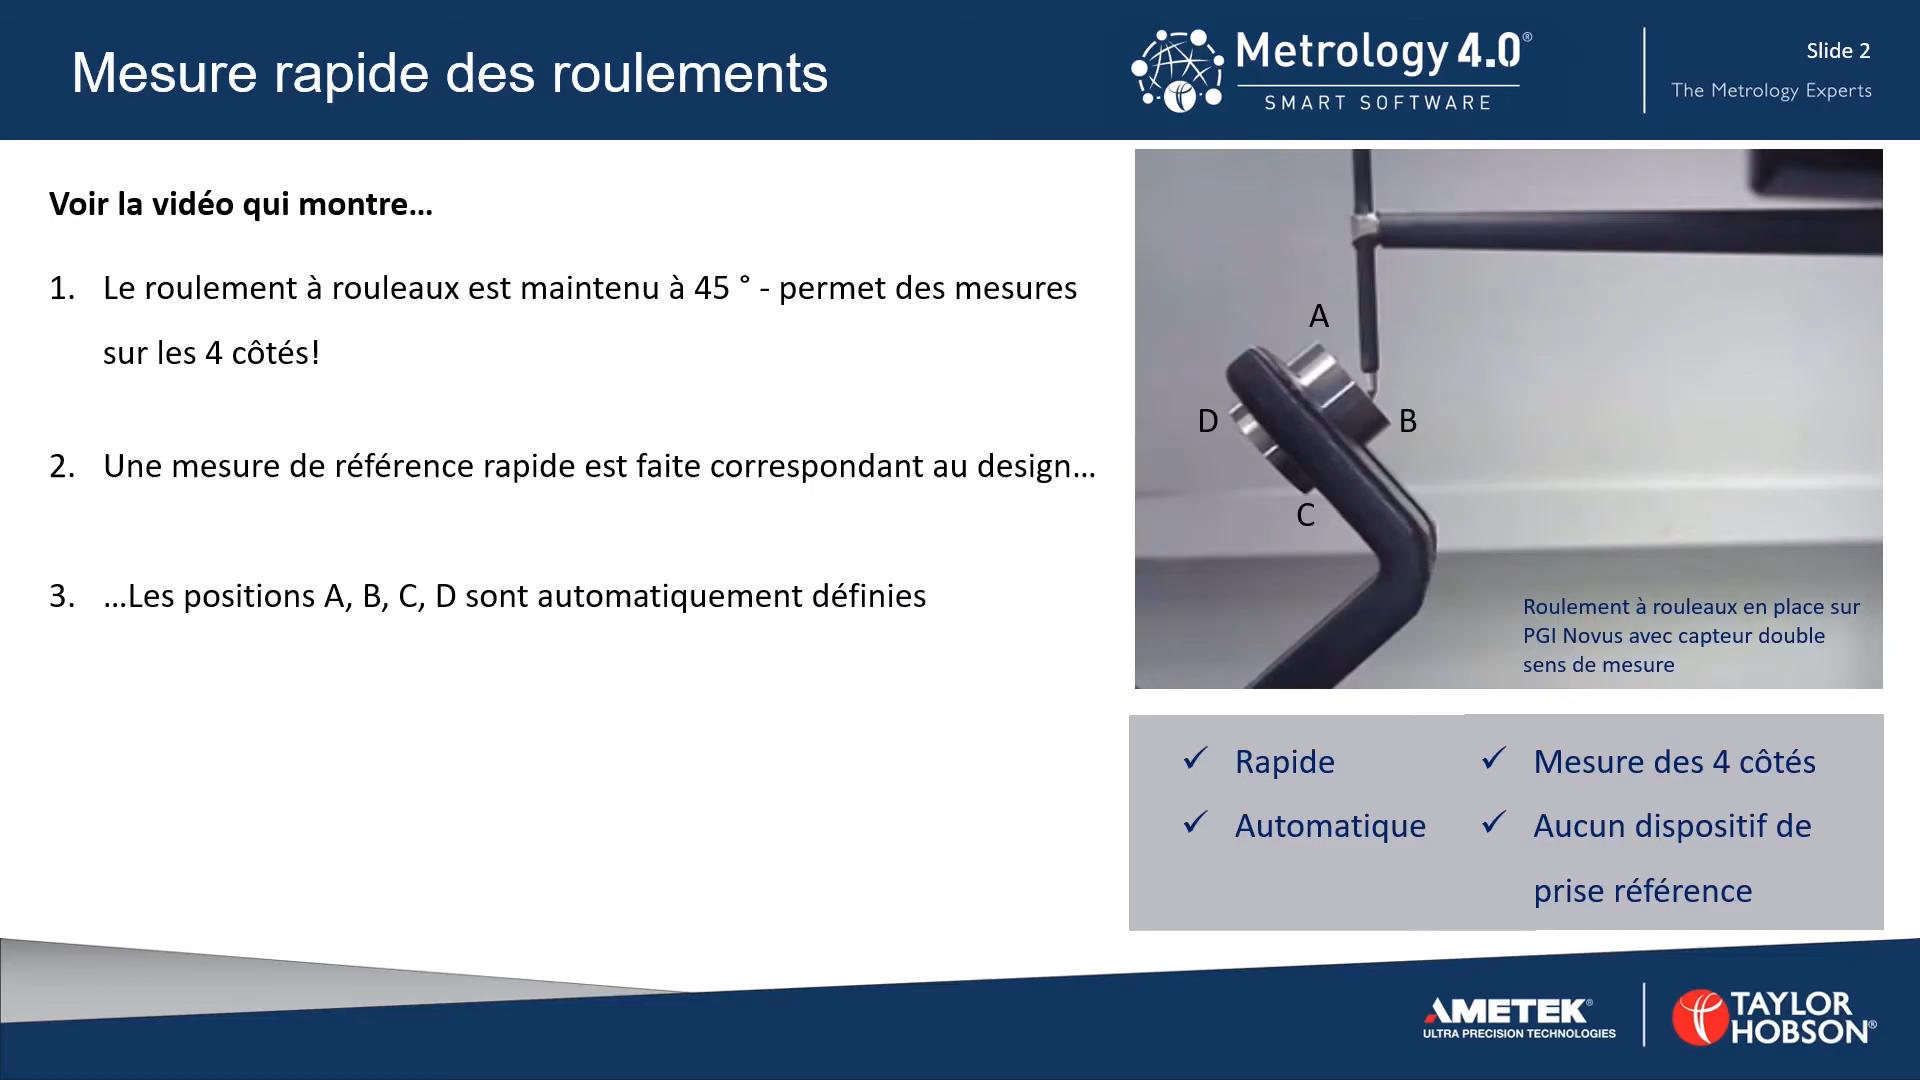 Mesure rapide des roulements
Metrology 4.0®
SMART SOFTWARE
Slide 2
The Metrology Experts
Voir la vidéo qui montre...
1. Le roulement à rouleaux est maintenu à 45 ° - permet des mesures
sur les 4 côtés!
2. Une mesure de référence rapide est faite correspondant au design...
3. ...Les positions A, B, C, D sont automatiquement définies
A
B
D
C
Roulement à rouleaux en place sur
PGI Novus avec capteur double
sens de mesure
✓ Rapide
✓ Automatique
✓ Mesure des 4 côtés
✓ Aucun dispositif de
prise référence
AMETEK®
ULTRA PRECISION TECHNOLOGIES
TAYLOR
HOBSON®